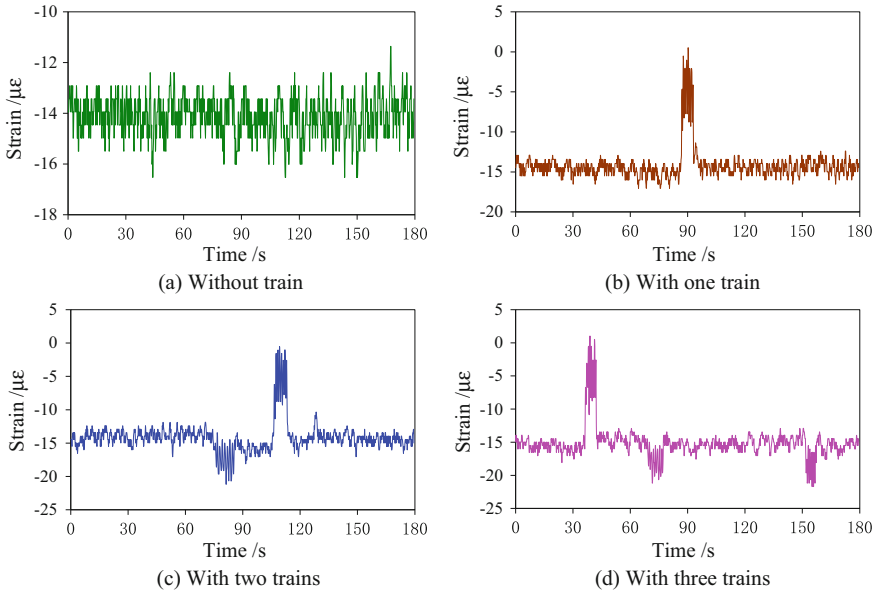 -10
-12
-14
-16
-18
Strain /με
0 30 60 90 120 150 180
Time /s
(a) Without train
5
0
-5
-10
-15
-20
Strain /με
0 30 60 90 120 150 180
Time /s
(b) With one train
5
0
-5
-10
-15
-20
-25
Strain /με
0 30 60 90 120 150 180
Time /s
(c) With two trains
5
0
-5
-10
-15
-20
-25
Strain /με
0 30 60 90 120 150 180
Time /s
(d) With three trains